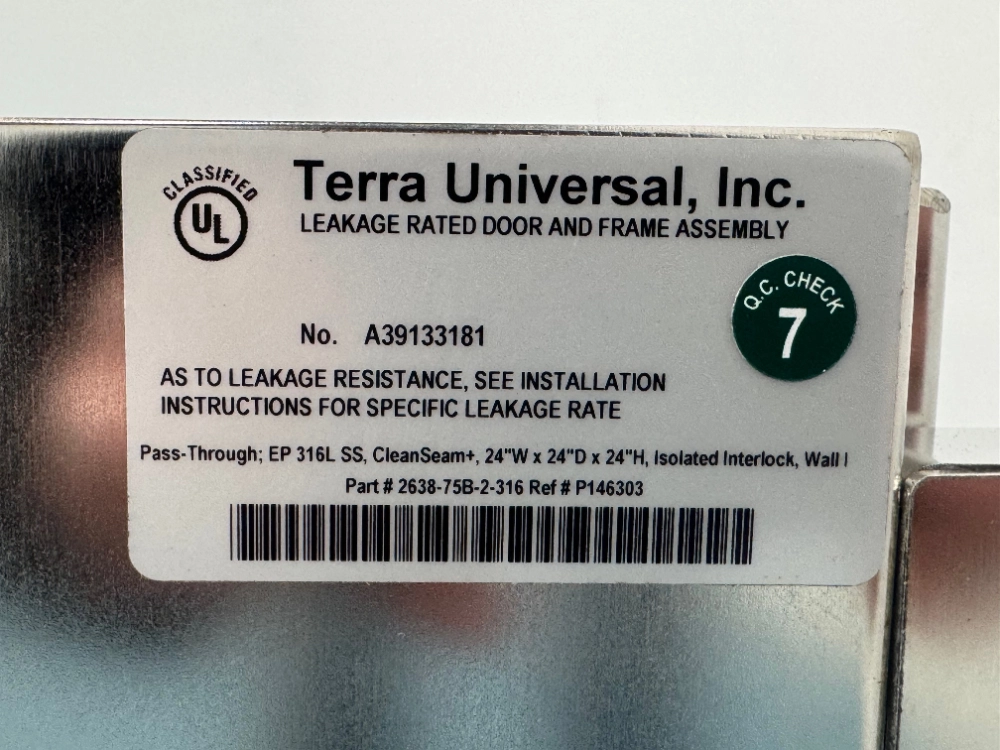 CLASSIFIED
UL
Terra Universal, Inc.
LEAKAGE RATED DOOR AND FRAME ASSEMBLY
Q.C. CHECK
7
No. A39133181
AS TO LEAKAGE RESISTANCE, SEE INSTALLATION
INSTRUCTIONS FOR SPECIFIC LEAKAGE RATE
Pass-Through; EP 316L SS, CleanSeam+, 24"W x 24"D x 24"H, Isolated Interlock, Wall I
Part # 2638-75B-2-316 Ref # P146303